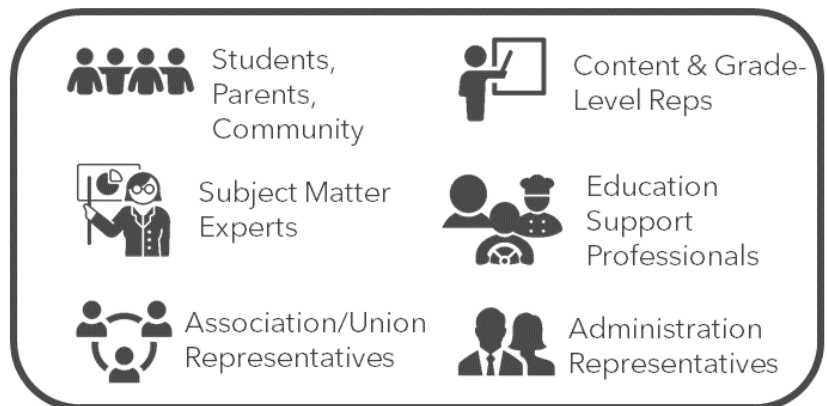 Students,
Parents,
Community
Content & Grade-
Level Reps
Subject Matter
Experts
Education
Support
Professionals
Association/Union
Representatives
Administration
Representatives